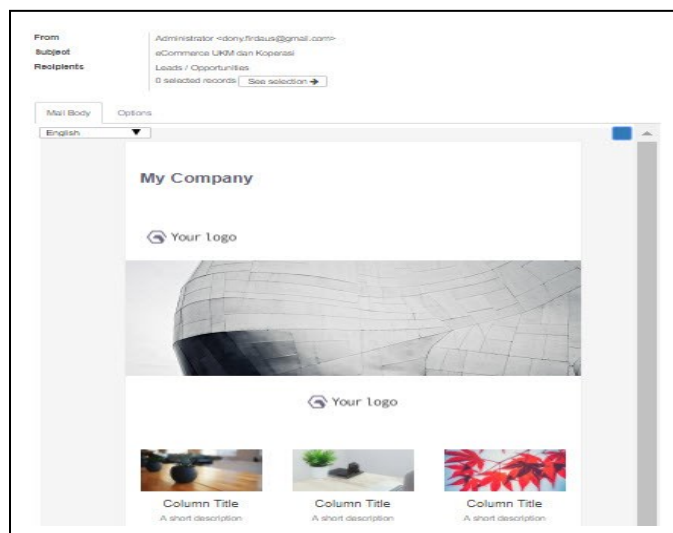 From Administrator <dony.firdaus@gmail.com>
Subject eCommerce UKM dan Koperasi
Recipients Leads / Opportunities
0 selected records See selection
Mail Body Options
English
My Company
Your logo
Your logo
Column Title Column Title Column Title
A short description A short description A short description